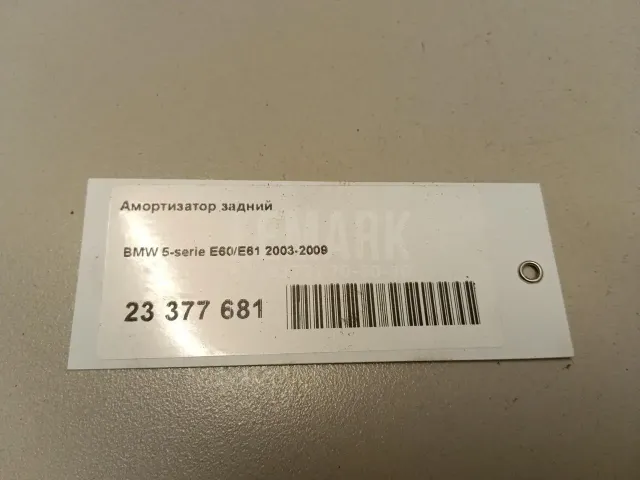 Амортизатор задний
BMW 5-serie E60/E61 2003-2009
23 377 681